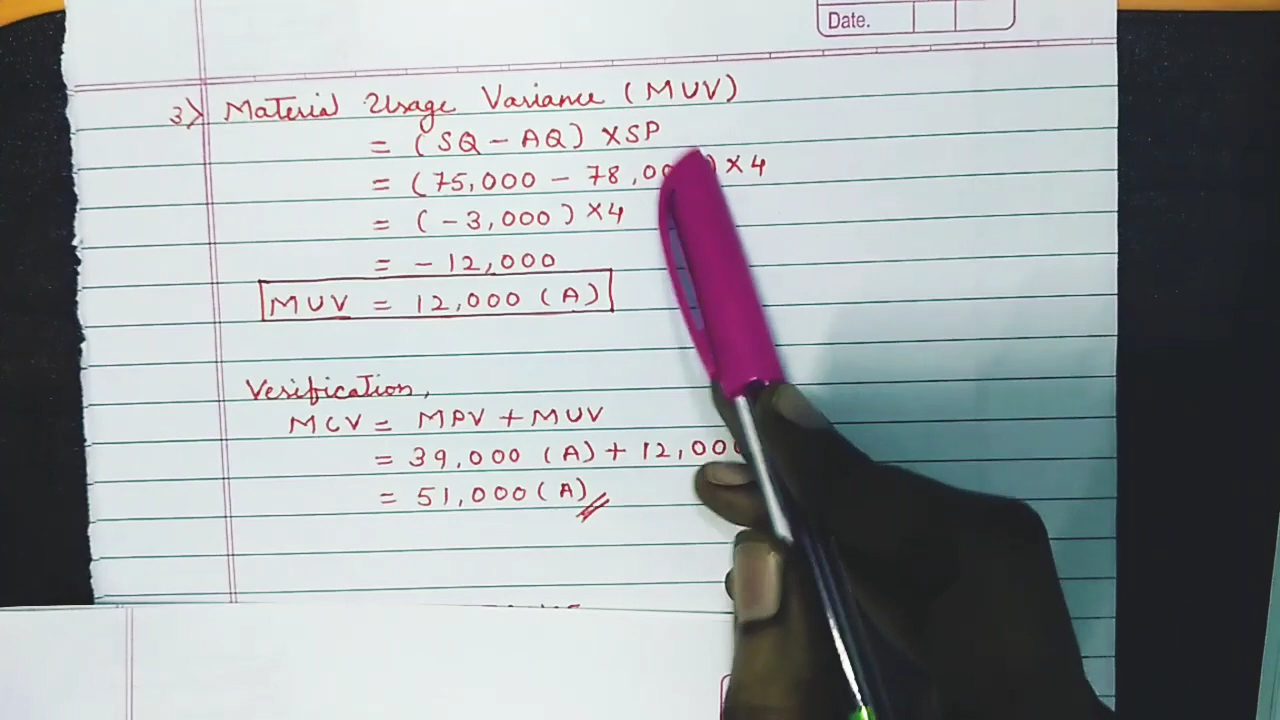 Date.
3) Material Usage Variance (MUV)
= (SQ - AQ) × SP
= (75,000 - 78,00 ) × 4
= (-3,000) × 4
= - 12,000
MUV = 12,000 (A)
Verification,
MCV = MPV + MUV
= 39,000 (A) + 12,000
= 51,000 (A)